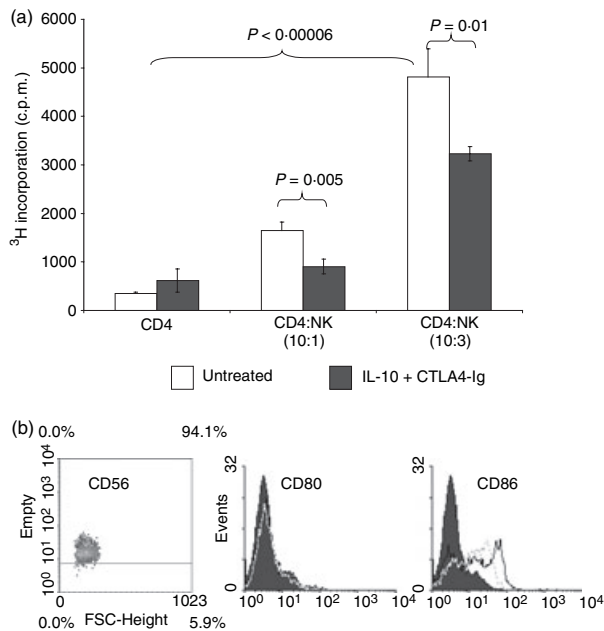 (a)
6000
5000
4000
3000
2000
1000
0
³H incorporation (c.p.m.)
P < 0·00006
P = 0·01
P = 0·005
CD4
CD4:NK
(10:1)
CD4:NK
(10:3)
Untreated
IL-10 + CTLA4-Ig
(b)
0.0%
94.1%
CD56
Empty
10⁰ 10¹ 10² 10³ 10⁴
0
1023
FSC-Height
0.0%
5.9%
32
CD80
Events
0
10⁰ 10¹ 10² 10³ 10⁴
32
CD86
0
10⁰ 10¹ 10² 10³ 10⁴